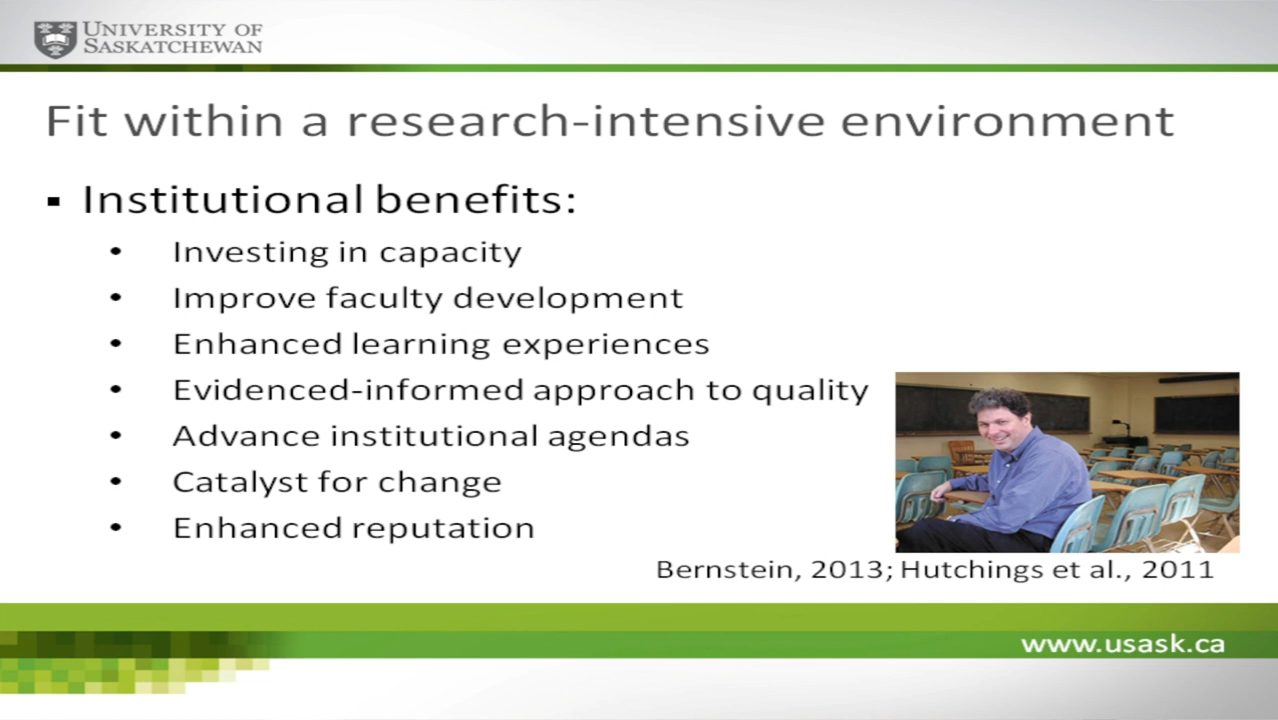 UNIVERSITY OF
SASKATCHEWAN
Fit within a research-intensive environment
▪ Institutional benefits:
• Investing in capacity
• Improve faculty development
• Enhanced learning experiences
• Evidenced-informed approach to quality
• Advance institutional agendas
• Catalyst for change
• Enhanced reputation
Bernstein, 2013; Hutchings et al., 2011
www.usask.ca